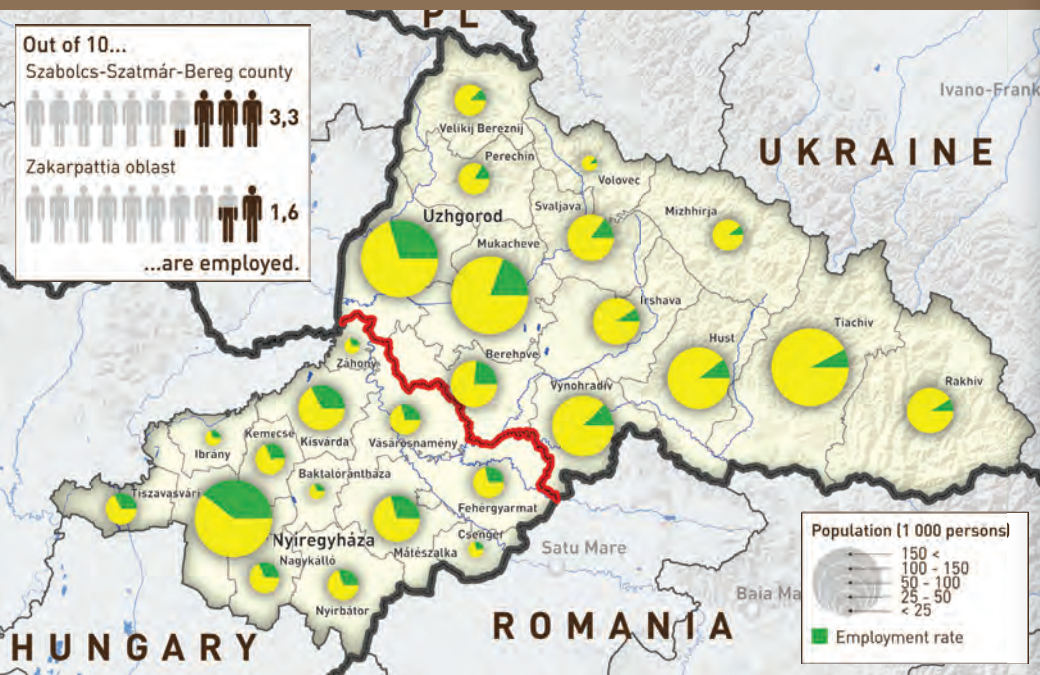 PL
Out of 10...
Szabolcs-Szatmár-Bereg county
3,3
Zakarpattia oblast
1,6
...are employed.
Ivano-Frank
UKRAINE
Velikij Bereznij
Perechin
Volovec
Uzhgorod
Svaljava
Mizhhirja
Mukacheve
Irshava
Tiachiv
Hust
Záhony
Berehove
Rakhiv
Vynohradiv
Kemecse
Kisvárda
Vásárosnamény
Ibrány
Baktalórántháza
Tiszavasvári
Fehérgyarmat
Nyíregyháza
Csenger
Mátészalka
Satu Mare
Nagykálló
Nyírbátor
Baia Ma
HUNGARY
ROMANIA
Population (1 000 persons)
150 <
100 - 150
50 - 100
25 - 50
< 25
Employment rate